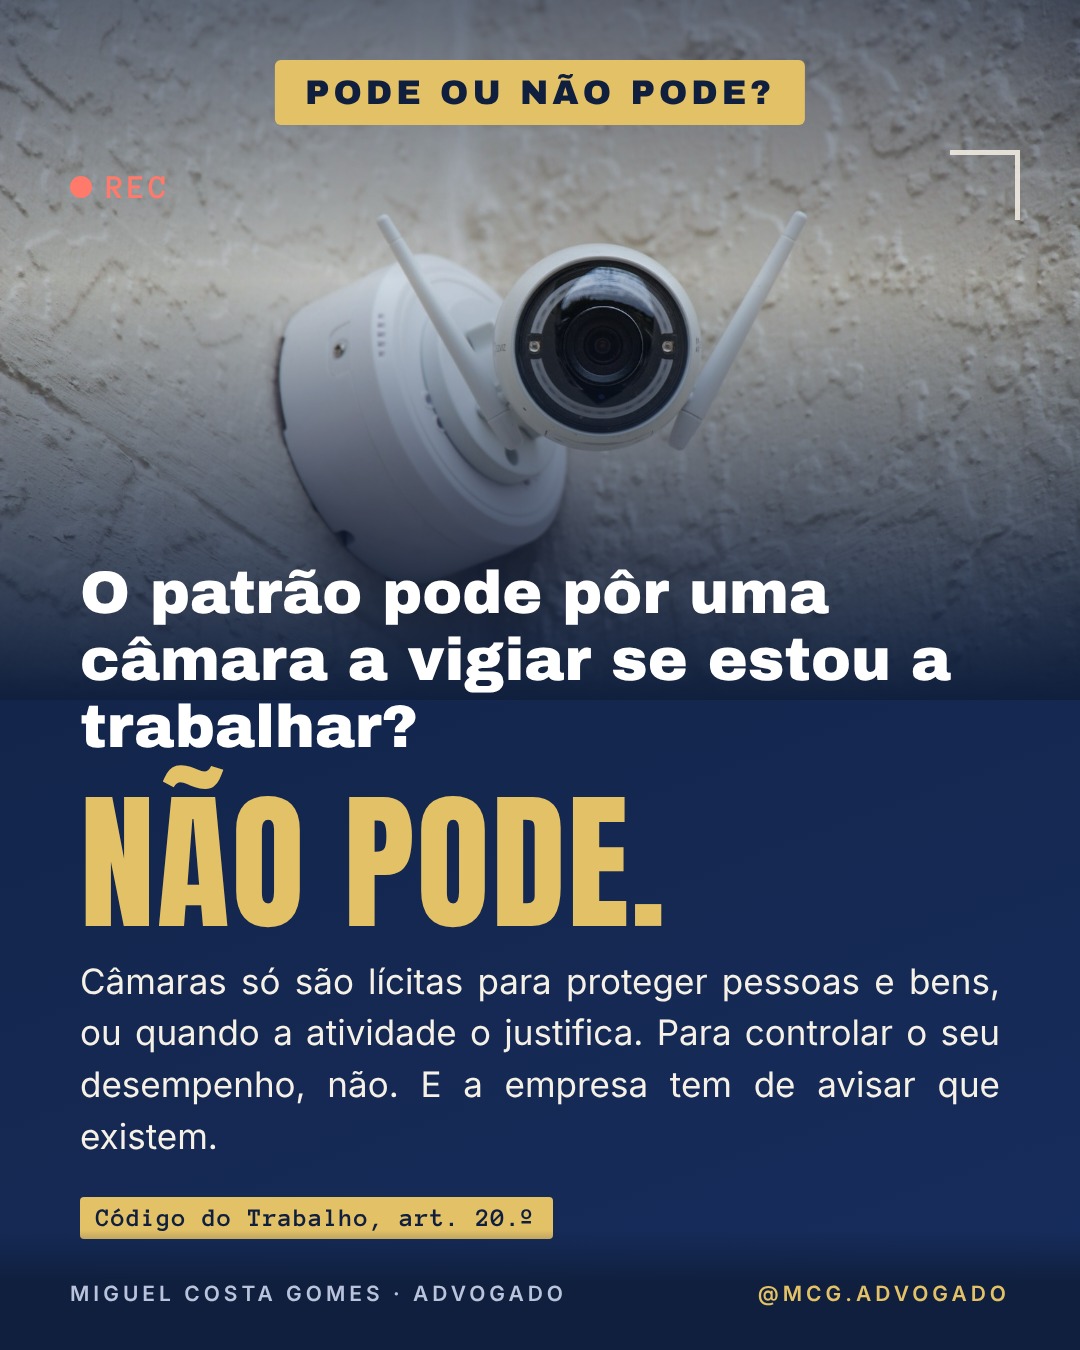 PODE OU NÃO PODE?
REC
O patrão pode pôr uma
câmara a vigiar se estou a
trabalhar?
NÃO PODE.
Câmaras só são lícitas para proteger pessoas e bens,
ou quando a atividade o justifica. Para controlar o seu
desempenho, não. E a empresa tem de avisar que
existem.
Código do Trabalho, art. 20.º
MIGUEL COSTA GOMES · ADVOGADO
@MCG.ADVOGADO